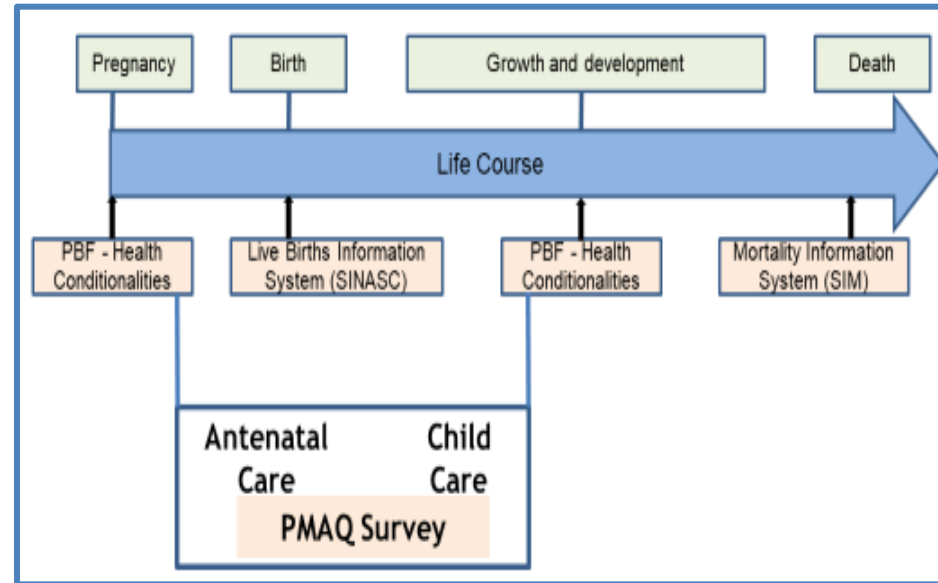 Pregnancy
Birth
Growth and development
Death
Life Course
PBF - Health
Conditionalities
Live Births Information
System (SINASC)
PBF - Health
Conditionalities
Mortality Information
System (SIM)
Antenatal
Care
Child
Care
PMAQ Survey